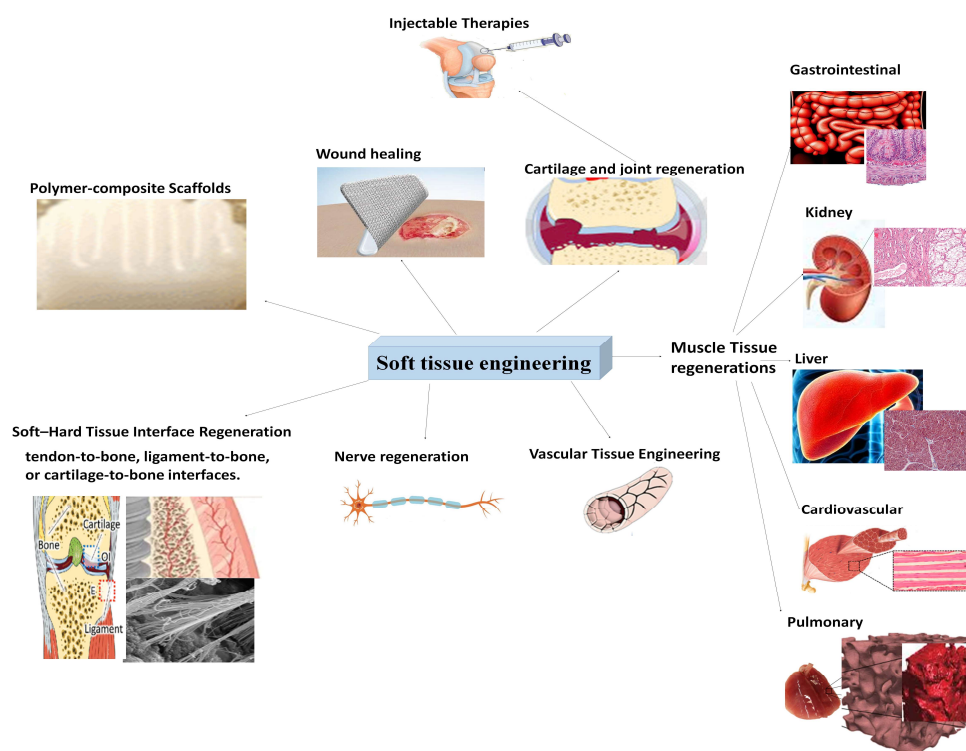 Injectable Therapies
Gastrointestinal
Wound healing
Cartilage and joint regeneration
Polymer-composite Scaffolds
Kidney
Soft tissue engineering
Muscle Tissue
regenerations
Liver
Soft–Hard Tissue Interface Regeneration
tendon-to-bone, ligament-to-bone,
or cartilage-to-bone interfaces.
Nerve regeneration
Vascular Tissue Engineering
Cartilage
Bone
OI
E
Ligament
Cardiovascular
Pulmonary